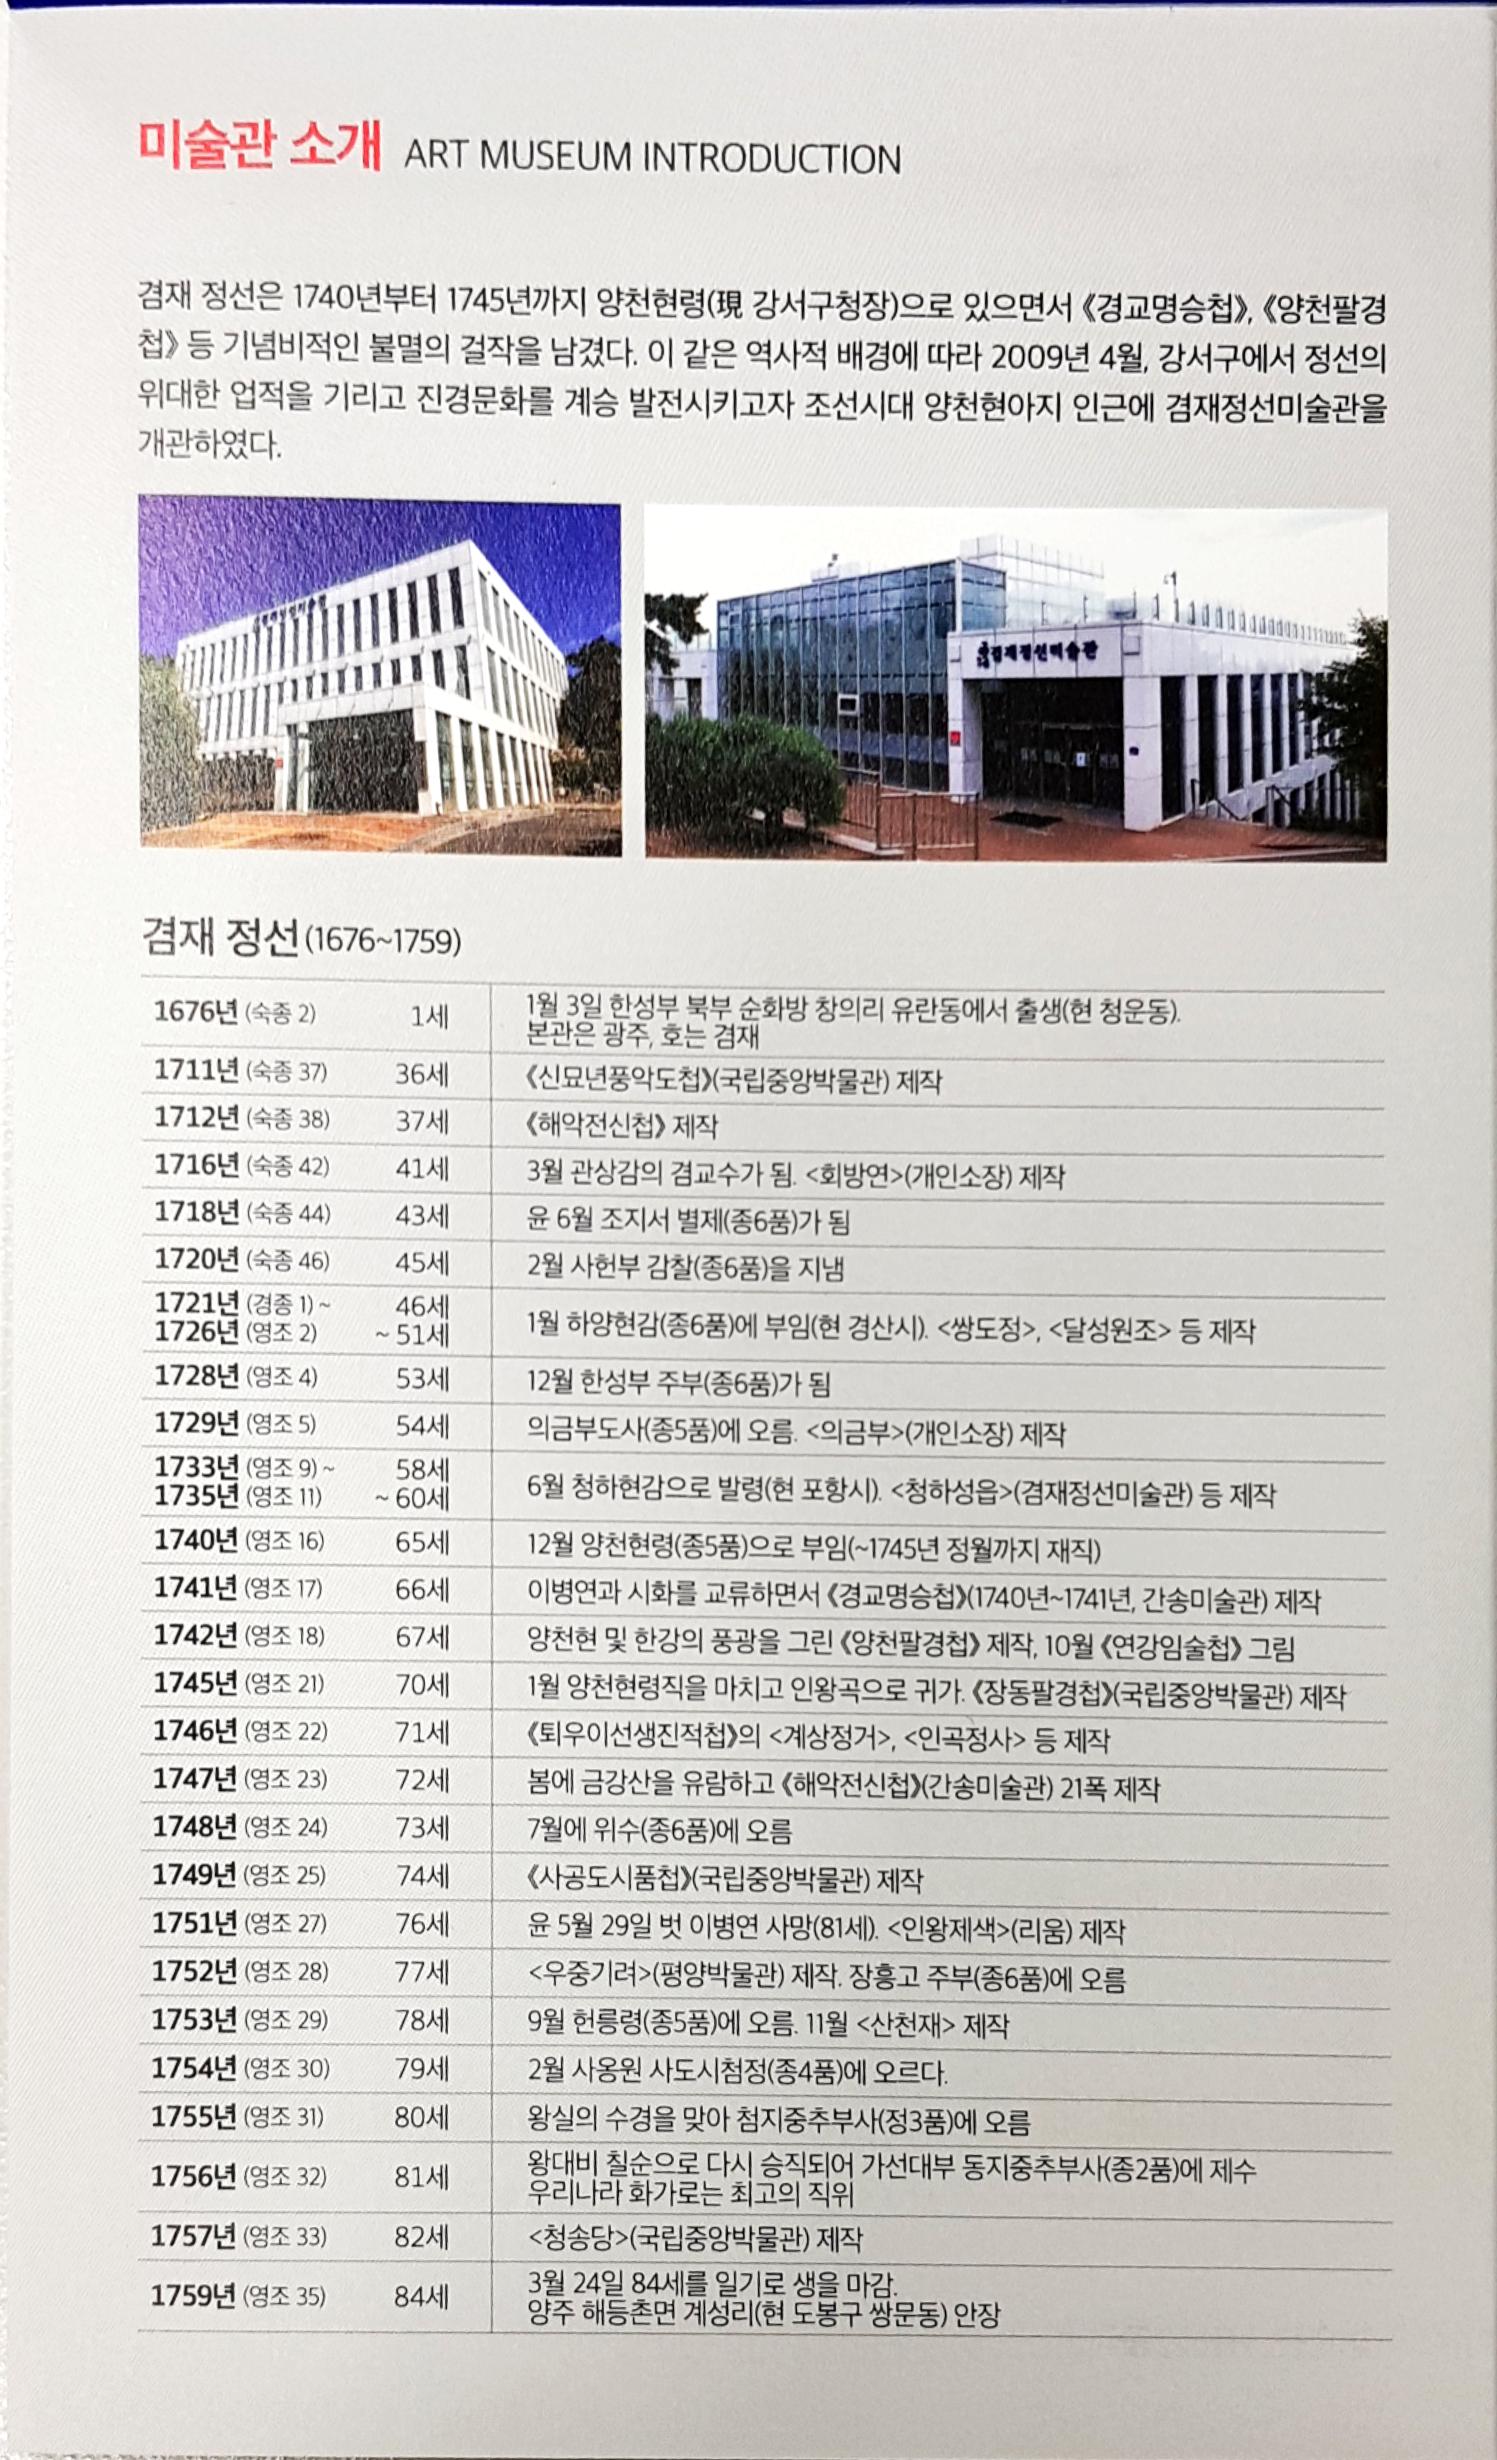 미술관 소개 ART MUSEUM INTRODUCTION
겸재 정선은 1740년부터 1745년까지 양천현령(現 강서구청장)으로 있으면서 《경교명승첩》, 《양천팔경
첩》 등 기념비적인 불멸의 걸작을 남겼다. 이 같은 역사적 배경에 따라 2009년 4월, 강서구에서 정선의
위대한 업적을 기리고 진경문화를 계승 발전시키고자 조선시대 양천현아지 인근에 겸재정선미술관을
개관하였다.
겸재정선미술관
겸재정선미술관
겸재 정선(1676~1759)
1676년 (숙종 2) 1세 1월 3일 한성부 북부 순화방 창의리 유란동에서 출생(현 청운동).
본관은 광주, 호는 겸재
1711년 (숙종 37) 36세 《신묘년풍악도첩》(국립중앙박물관) 제작
1712년 (숙종 38) 37세 《해악전신첩》 제작
1716년 (숙종 42) 41세 3월 관상감의 겸교수가 됨. <회방연>(개인소장) 제작
1718년 (숙종 44) 43세 윤 6월 조지서 별제(종6품)가 됨
1720년 (숙종 46) 45세 2월 사헌부 감찰(종6품)을 지냄
1721년 (경종 1) ~ 46세
1726년 (영조 2) ~ 51세 1월 하양현감(종6품)에 부임(현 경산시). <쌍도정>, <달성원조> 등 제작
1728년 (영조 4) 53세 12월 한성부 주부(종6품)가 됨
1729년 (영조 5) 54세 의금부도사(종5품)에 오름. <의금부>(개인소장) 제작
1733년 (영조 9) ~ 58세
1735년 (영조 11) ~ 60세 6월 청하현감으로 발령(현 포항시). <청하성읍>(겸재정선미술관) 등 제작
1740년 (영조 16) 65세 12월 양천현령(종5품)으로 부임(~1745년 정월까지 재직)
1741년 (영조 17) 66세 이병연과 시화를 교류하면서 《경교명승첩》(1740년~1741년, 간송미술관) 제작
1742년 (영조 18) 67세 양천현 및 한강의 풍광을 그린 《양천팔경첩》 제작, 10월 《연강임술첩》 그림
1745년 (영조 21) 70세 1월 양천현령직을 마치고 인왕곡으로 귀가. 《장동팔경첩》(국립중앙박물관) 제작
1746년 (영조 22) 71세 《퇴우이선생진적첩》의 <계상정거>, <인곡정사> 등 제작
1747년 (영조 23) 72세 봄에 금강산을 유람하고 《해악전신첩》(간송미술관) 21폭 제작
1748년 (영조 24) 73세 7월에 위수(종6품)에 오름
1749년 (영조 25) 74세 《사공도시품첩》(국립중앙박물관) 제작
1751년 (영조 27) 76세 윤 5월 29일 벗 이병연 사망(81세). <인왕제색>(리움) 제작
1752년 (영조 28) 77세 <우중기려>(평양박물관) 제작. 장흥고 주부(종6품)에 오름
1753년 (영조 29) 78세 9월 헌릉령(종5품)에 오름. 11월 <산천재> 제작
1754년 (영조 30) 79세 2월 사옹원 사도시첨정(종4품)에 오르다.
1755년 (영조 31) 80세 왕실의 수경을 맞아 첨지중추부사(정3품)에 오름
1756년 (영조 32) 81세 왕대비 칠순으로 다시 승직되어 가선대부 동지중추부사(종2품)에 제수
우리나라 화가로는 최고의 직위
1757년 (영조 33) 82세 <청송당>(국립중앙박물관) 제작
1759년 (영조 35) 84세 3월 24일 84세를 일기로 생을 마감.
양주 해등촌면 계성리(현 도봉구 쌍문동) 안장